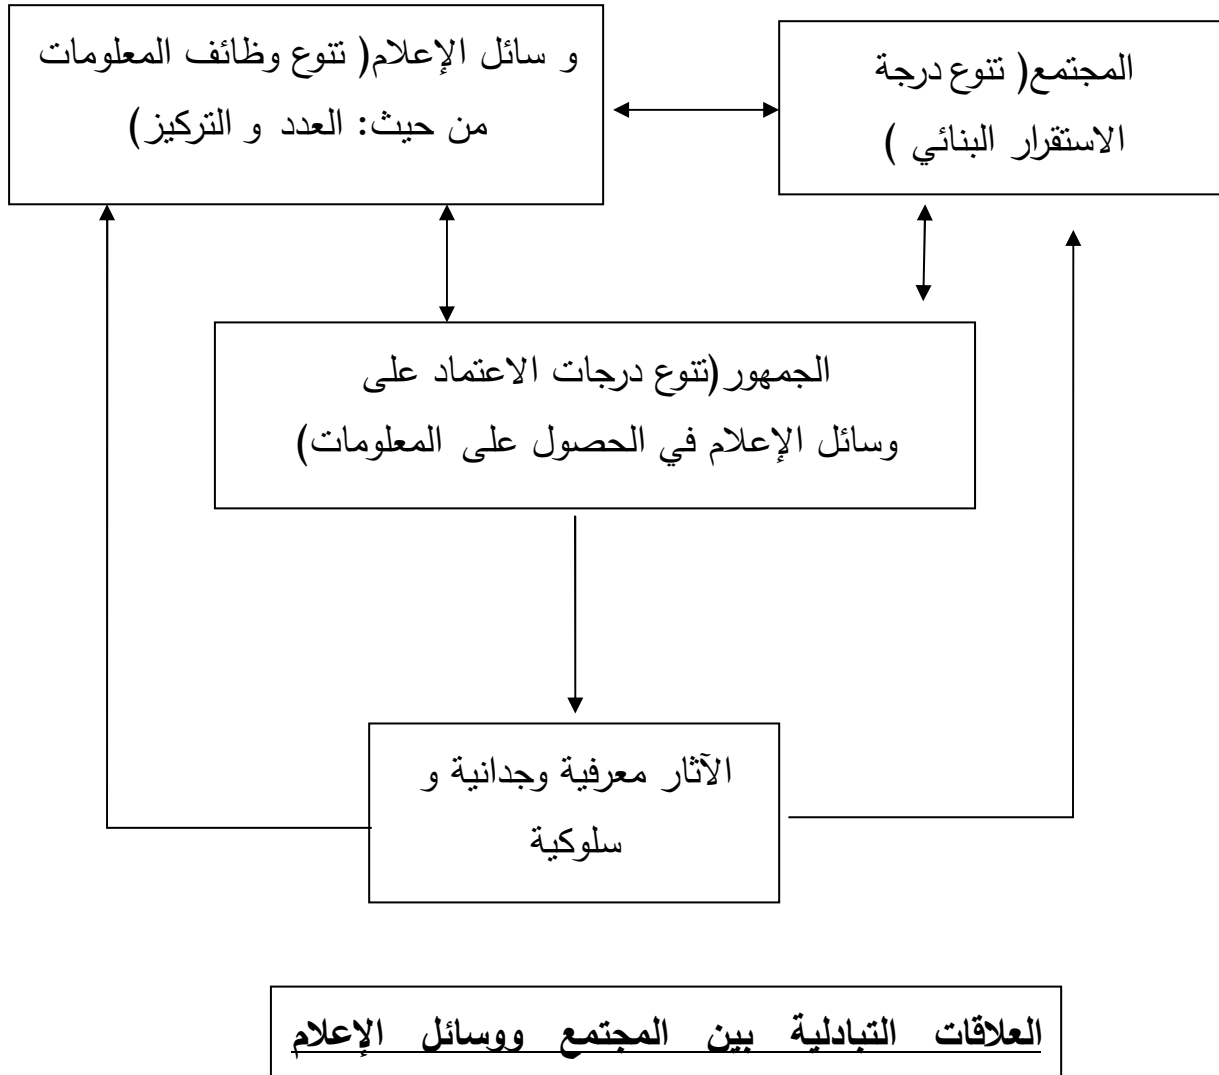 المجتمع( تنوع درجة
الاستقرار البنائي )
و سائل الإعلام( تنوع وظائف المعلومات
من حيث: العدد و التركيز)
الجمهور(تنوع درجات الاعتماد على
وسائل الإعلام في الحصول على المعلومات)
الآثار معرفية وجدانية و
سلوكية
العلاقات التبادلية بين المجتمع ووسائل الإعلام